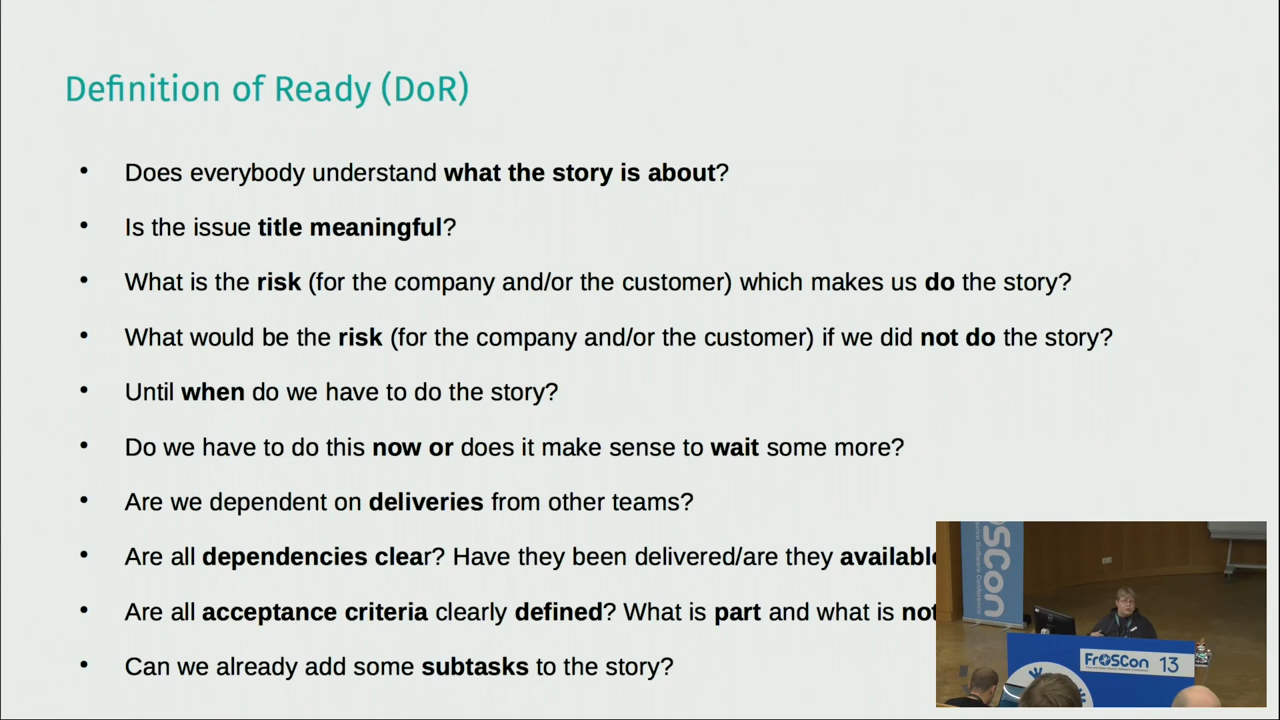 Definition of Ready (DoR)
• Does everybody understand what the story is about?
• Is the issue title meaningful?
• What is the risk (for the company and/or the customer) which makes us do the story?
• What would be the risk (for the company and/or the customer) if we did not do the story?
• Until when do we have to do the story?
• Do we have to do this now or does it make sense to wait some more?
• Are we dependent on deliveries from other teams?
• Are all dependencies clear? Have they been delivered/are they available
• Are all acceptance criteria clearly defined? What is part and what is not
• Can we already add some subtasks to the story?
OSCon
ource Software Conference
FrOSCon 13